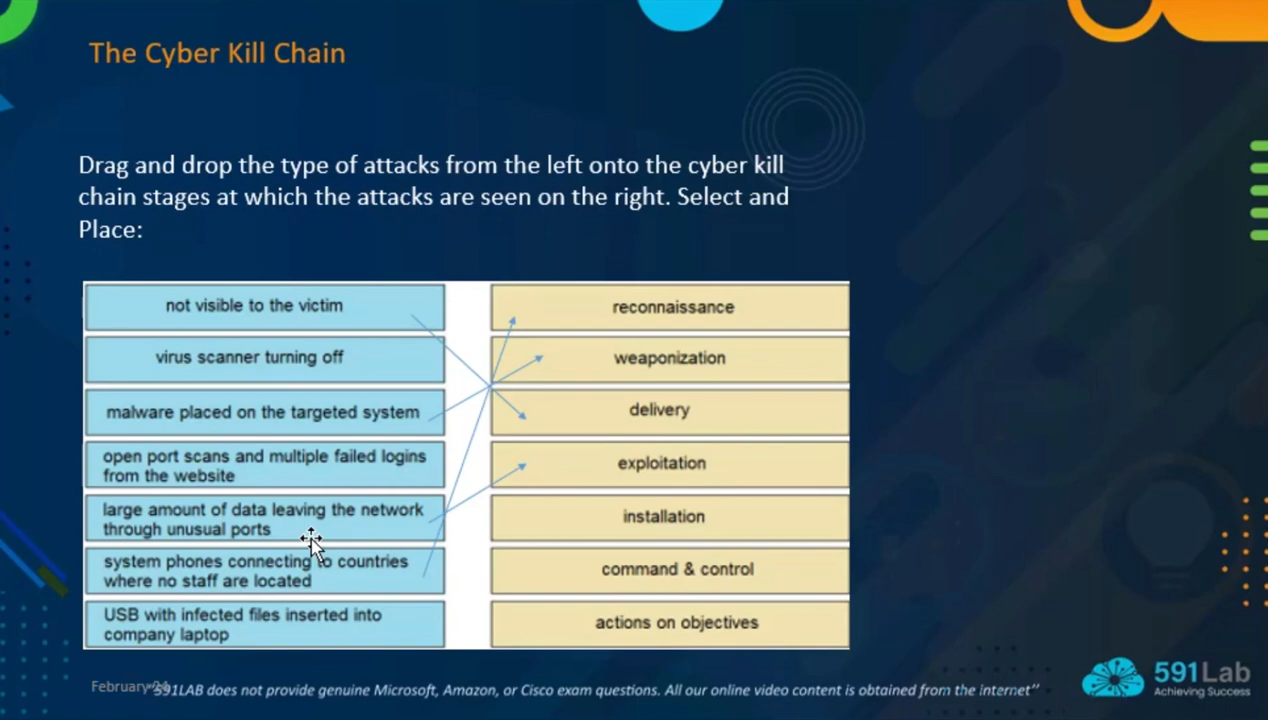 The Cyber Kill Chain
Drag and drop the type of attacks from the left onto the cyber kill
chain stages at which the attacks are seen on the right. Select and
Place:
not visible to the victim
reconnaissance
virus scanner turning off
weaponization
malware placed on the targeted system
delivery
open port scans and multiple failed logins
from the website
exploitation
large amount of data leaving the network
through unusual ports
installation
system phones connecting to countries
where no staff are located
command & control
USB with infected files inserted into
company laptop
actions on objectives
591Lab
Achieving Success
February
591LAB does not provide genuine Microsoft, Amazon, or Cisco exam questions. All our online video content is obtained from the internet"